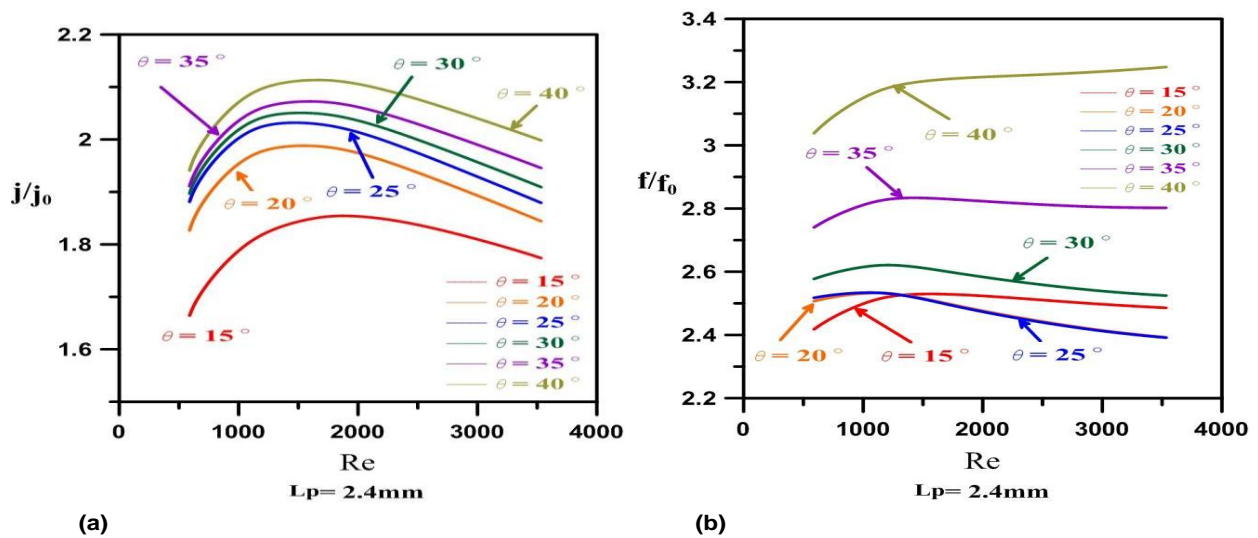 2.2
2
1.8
1.6
j/j₀
θ = 35°
θ = 30°
θ = 40°
θ = 20°
θ = 25°
θ = 15°
θ = 15°
θ = 20°
θ = 25°
θ = 30°
θ = 35°
θ = 40°
0 1000 2000 3000 4000
Re
Lp= 2.4mm
(a)
3.4
3.2
3
2.8
2.6
2.4
2.2
f/f₀
θ = 40°
θ = 35°
θ = 30°
θ = 20°
θ = 15°
θ = 25°
θ = 15°
θ = 20°
θ = 25°
θ = 30°
θ = 35°
θ = 40°
0 1000 2000 3000 4000
Re
Lp= 2.4mm
(b)